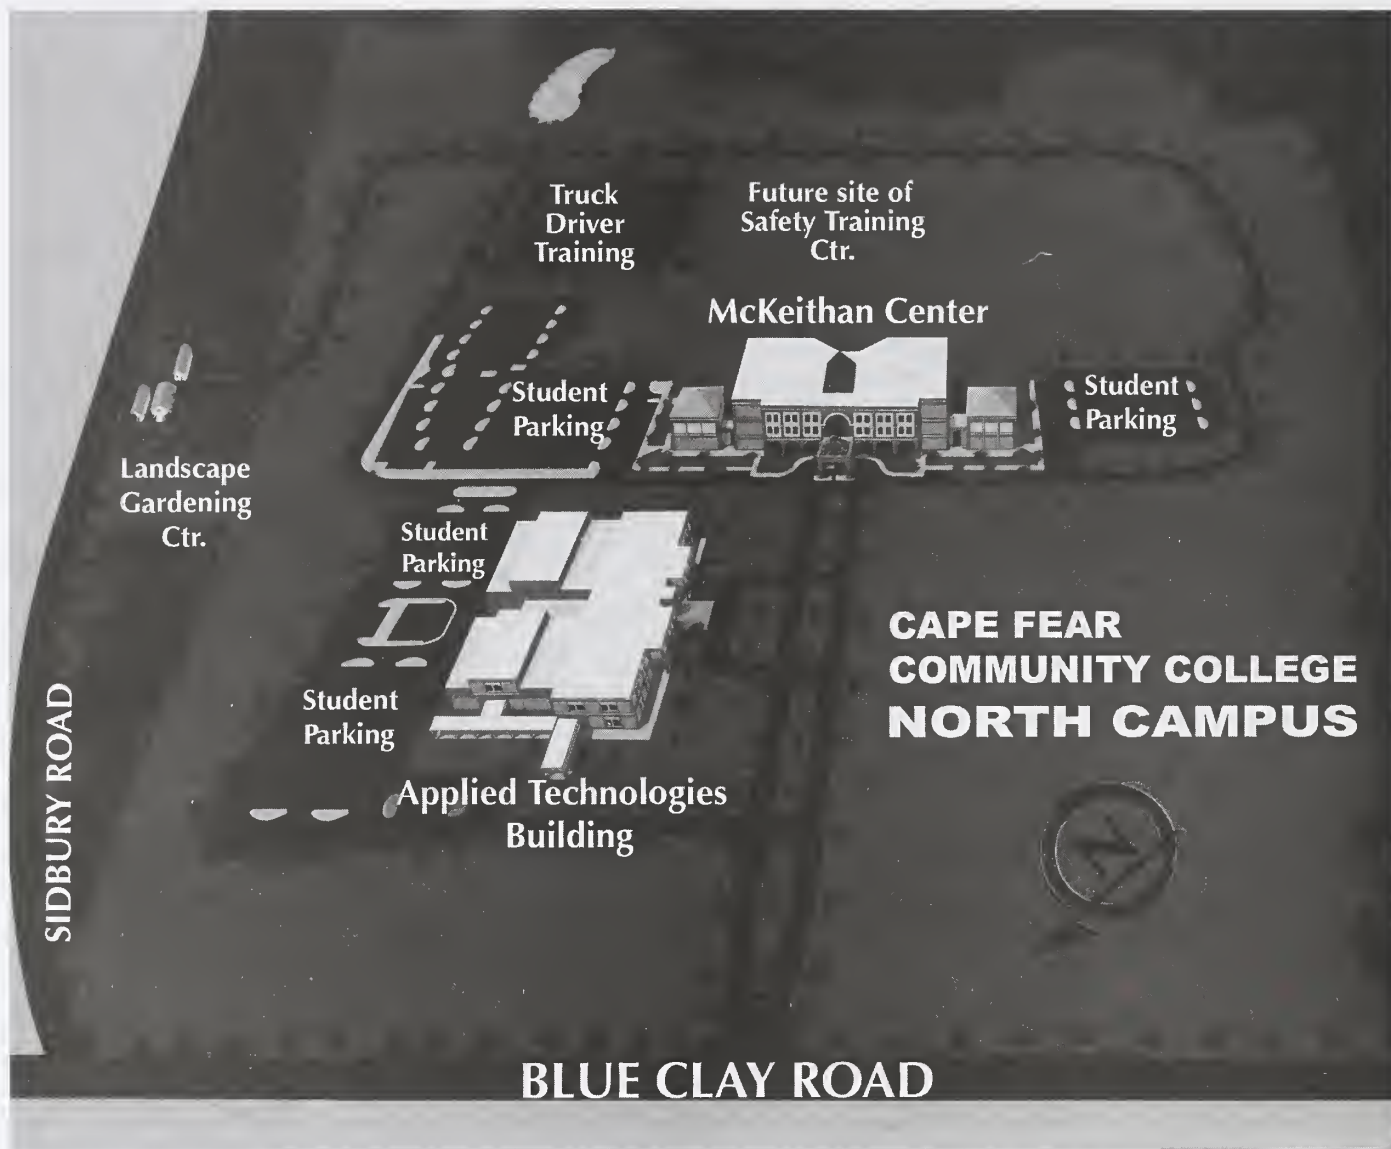 Truck
Driver
Training
Future site of
Safety Training
Ctr.
McKeithan Center
Student
Parking
Student
Parking
Landscape
Gardening
Ctr.
Student
Parking
CAPE FEAR
COMMUNITY COLLEGE
NORTH CAMPUS
Student
Parking
SIDBURY ROAD
Applied Technologies
Building
N
BLUE CLAY ROAD